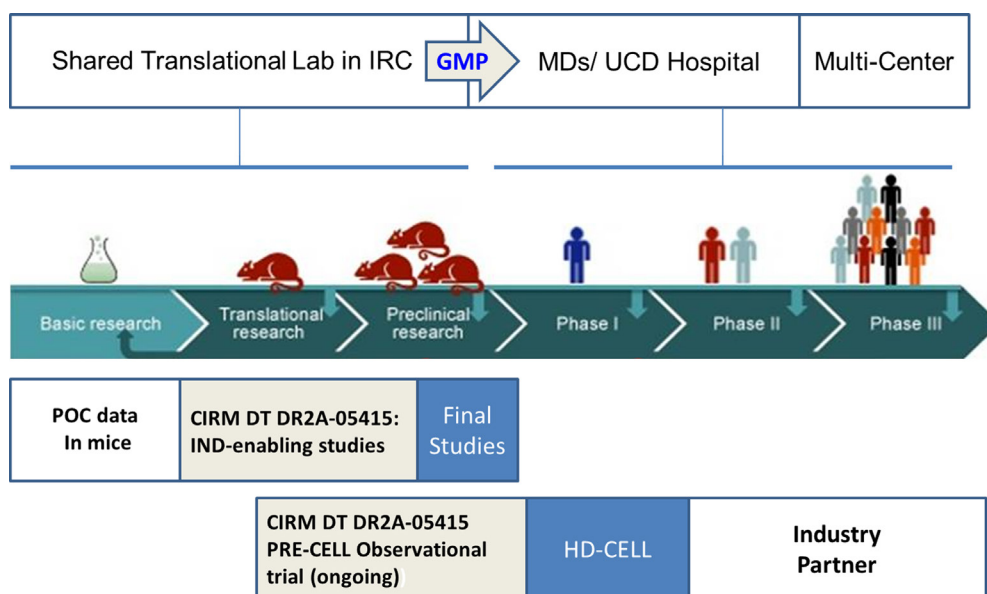 Shared Translational Lab in IRC
GMP
MDs/ UCD Hospital
Multi-Center
Basic research
Translational
research
Preclinical
research
Phase I
Phase II
Phase III
POC data
In mice
CIRM DT DR2A-05415:
IND-enabling studies
Final
Studies
CIRM DT DR2A-05415
PRE-CELL Observational
trial (ongoing)
HD-CELL
Industry
Partner